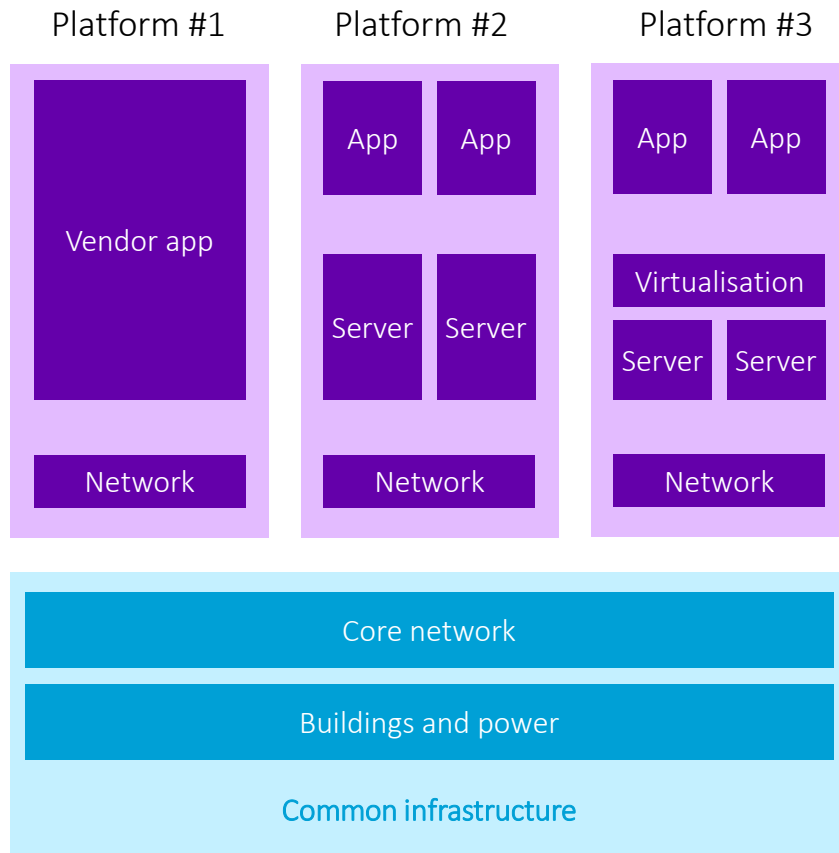 Platform #1
Platform #2
Platform #3
Vendor app
Network
App
App
Server
Server
Network
App
App
Virtualisation
Server
Server
Network
Core network
Buildings and power
Common infrastructure